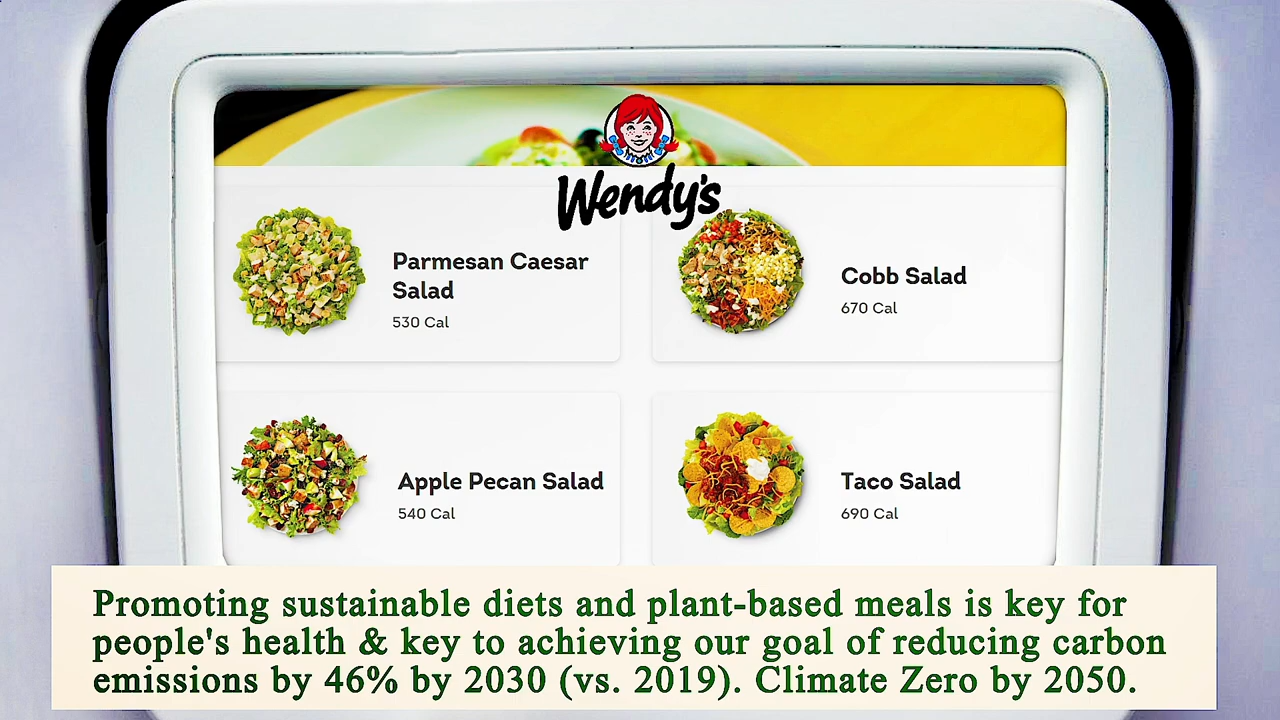 Wendy's
Parmesan Caesar
Salad
530 Cal
Cobb Salad
670 Cal
Apple Pecan Salad
540 Cal
Taco Salad
690 Cal
Promoting sustainable diets and plant-based meals is key for
people's health & key to achieving our goal of reducing carbon
emissions by 46% by 2030 (vs. 2019). Climate Zero by 2050.